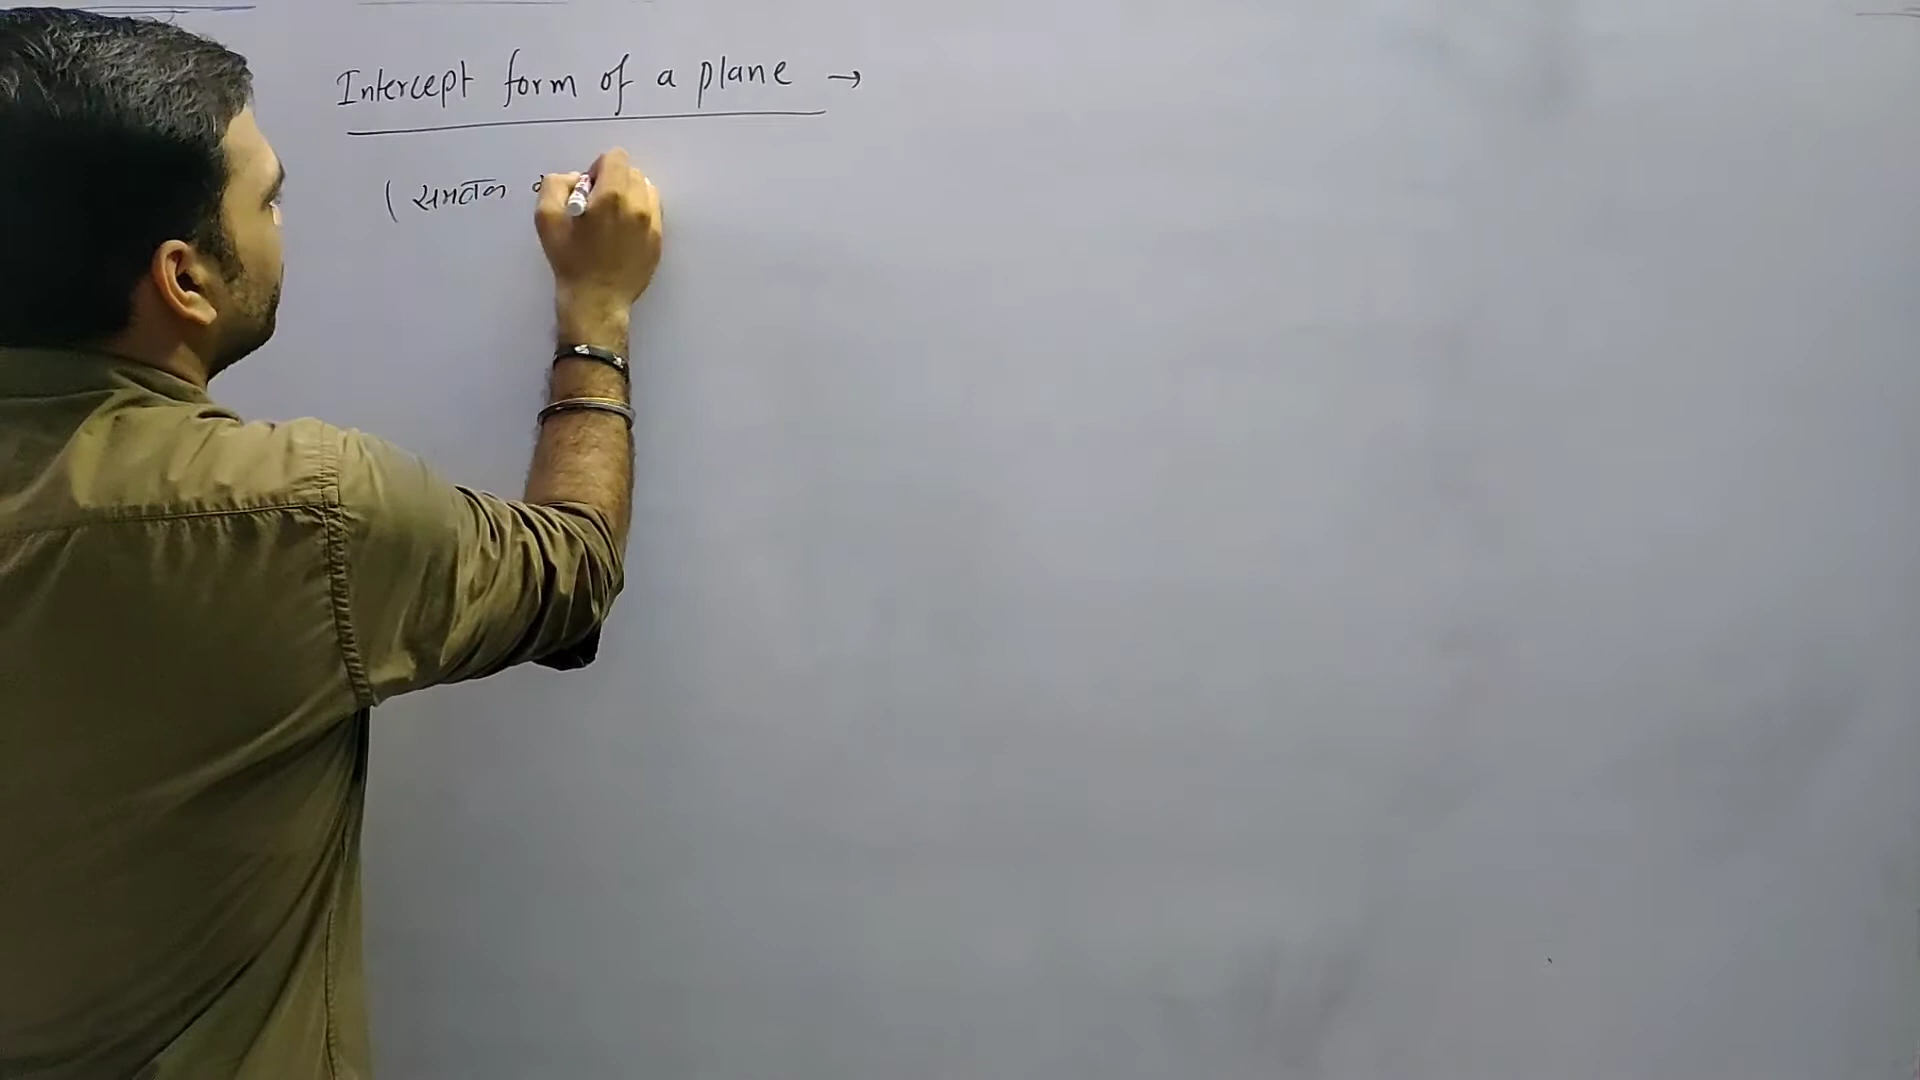 Intercept form of a plane →
( समतल